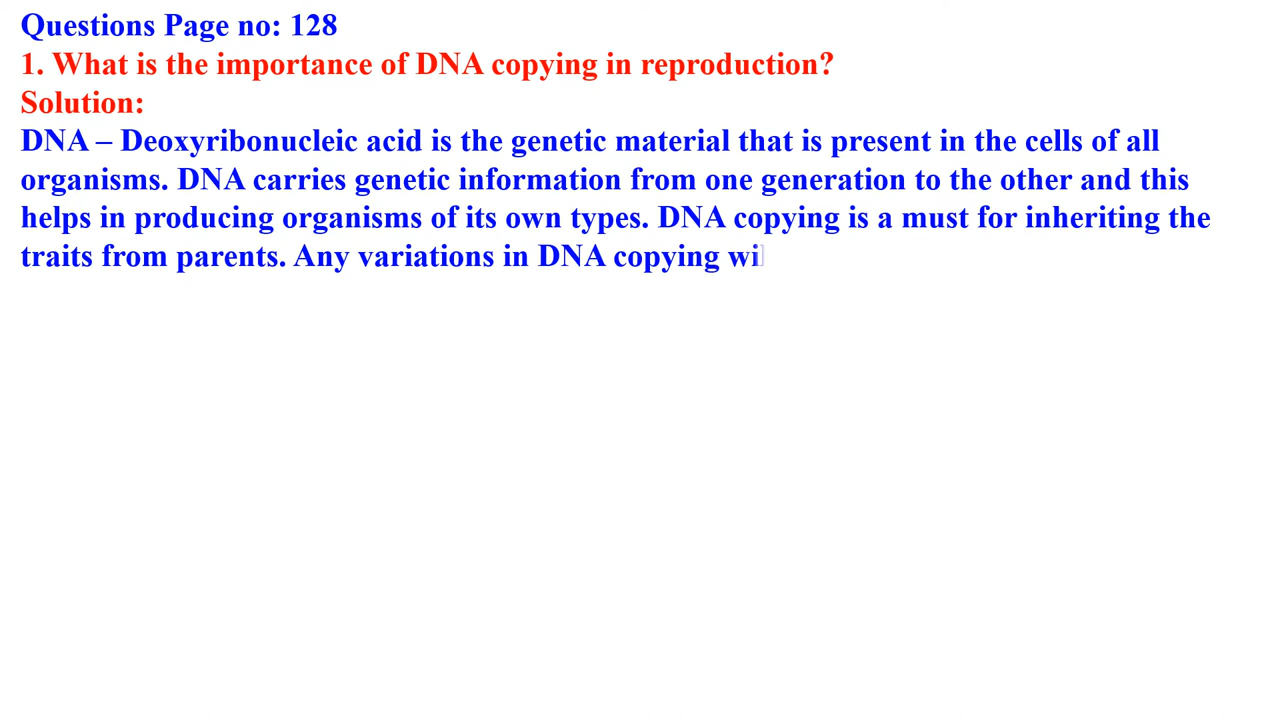 Questions Page no: 128
1. What is the importance of DNA copying in reproduction?
Solution:
DNA – Deoxyribonucleic acid is the genetic material that is present in the cells of all
organisms. DNA carries genetic information from one generation to the other and this
helps in producing organisms of its own types. DNA copying is a must for inheriting the
traits from parents. Any variations in DNA copying wil